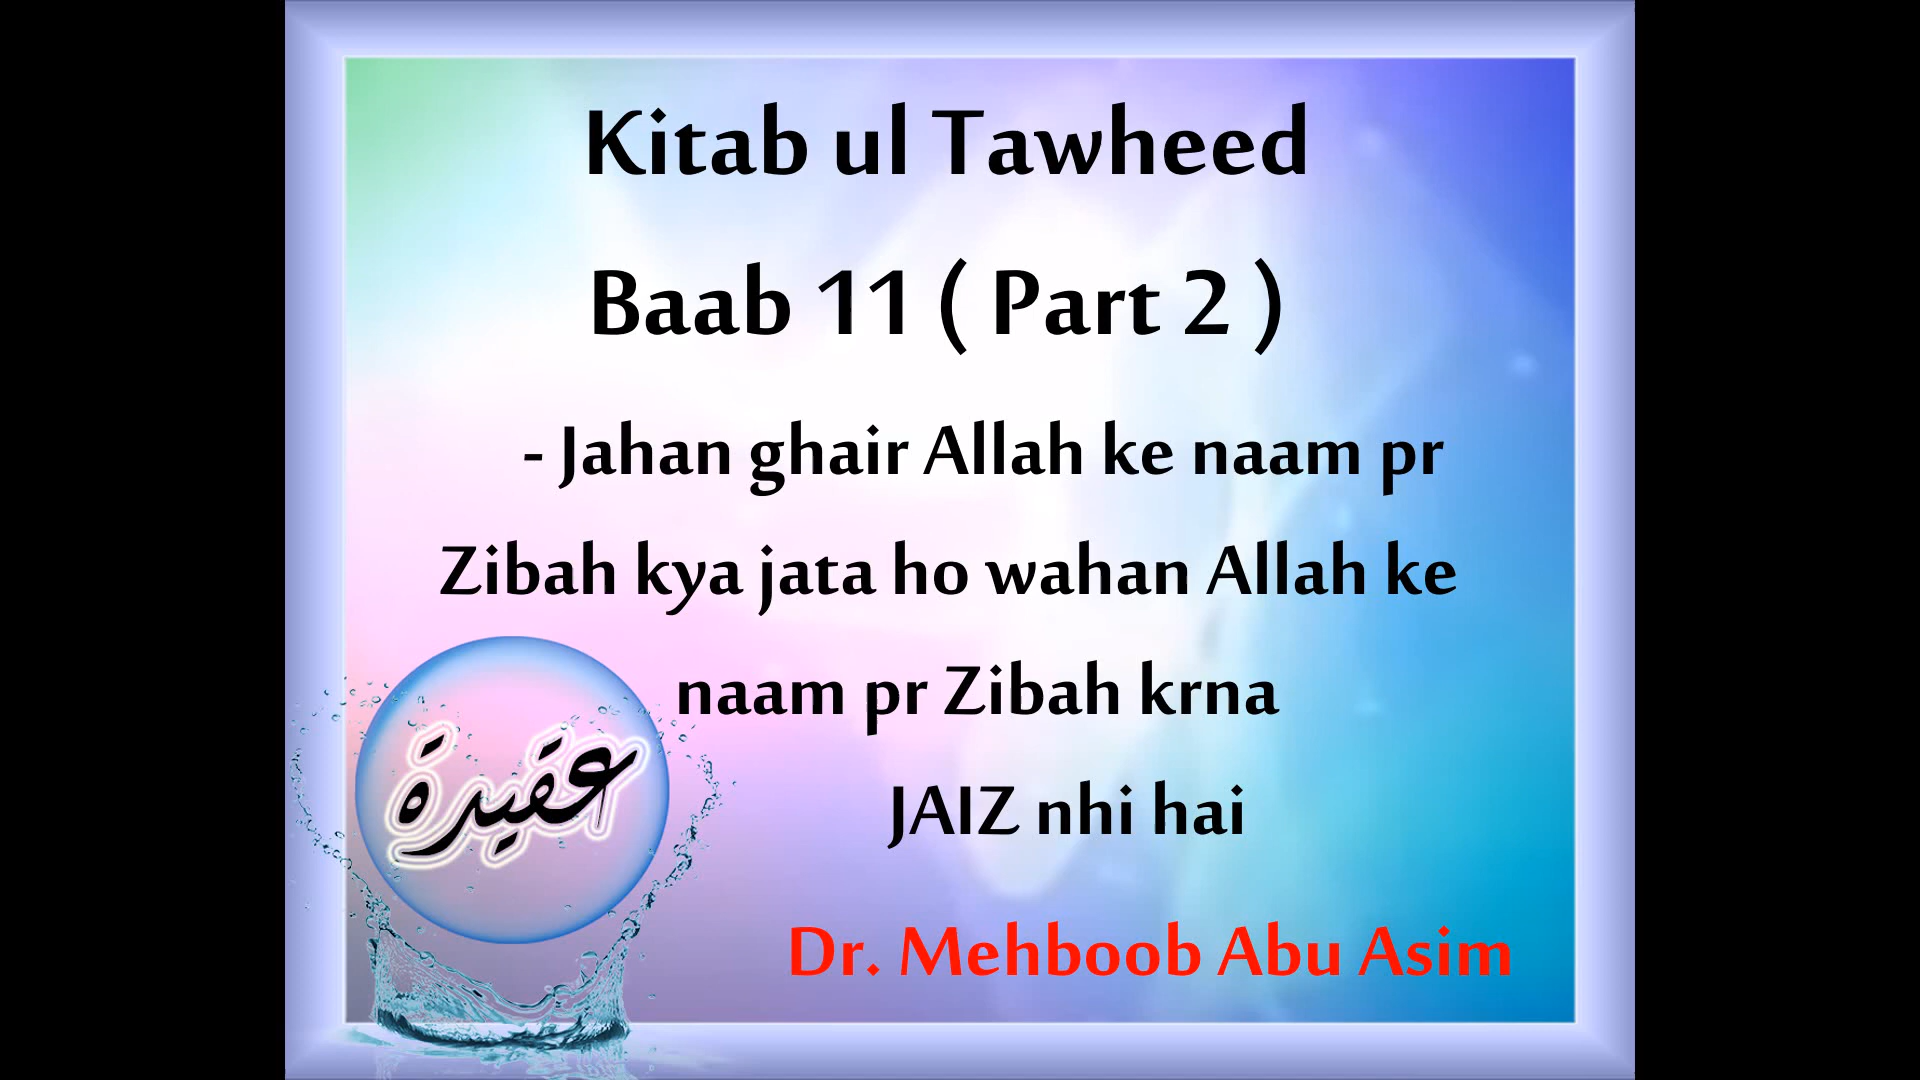 Kitab ul Tawheed
Baab 11 ( Part 2 )
- Jahan ghair Allah ke naam pr
Zibah kya jata ho wahan Allah ke
naam pr Zibah krna
JAIZ nhi hai
عقيدة
Dr. Mehboob Abu Asim